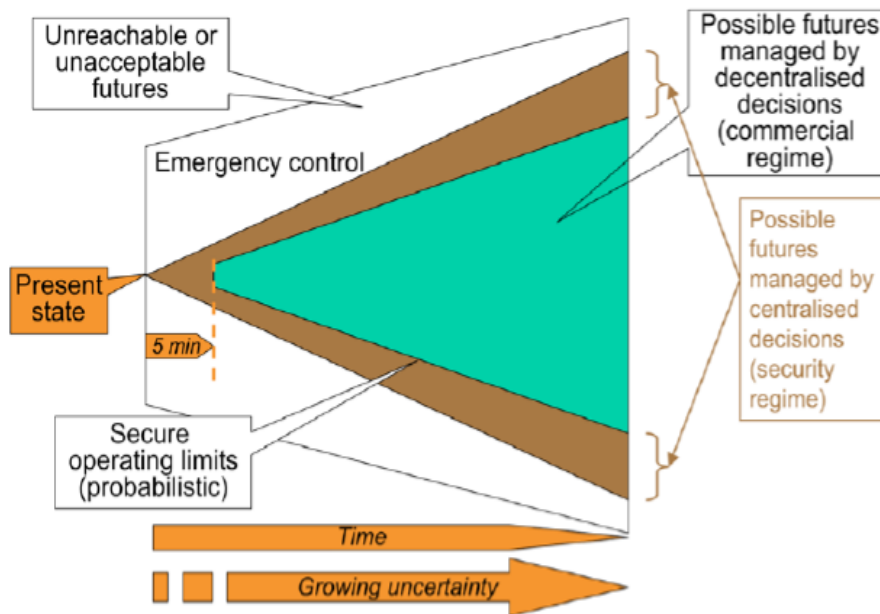 Unreachable or
unacceptable
futures
Possible futures
managed by
decentralised
decisions
(commercial
regime)
Emergency control
Possible
futures
managed by
centralised
decisions
(security
regime)
Present
state
5 min
Secure
operating limits
(probabilistic)
Time
Growing uncertainty